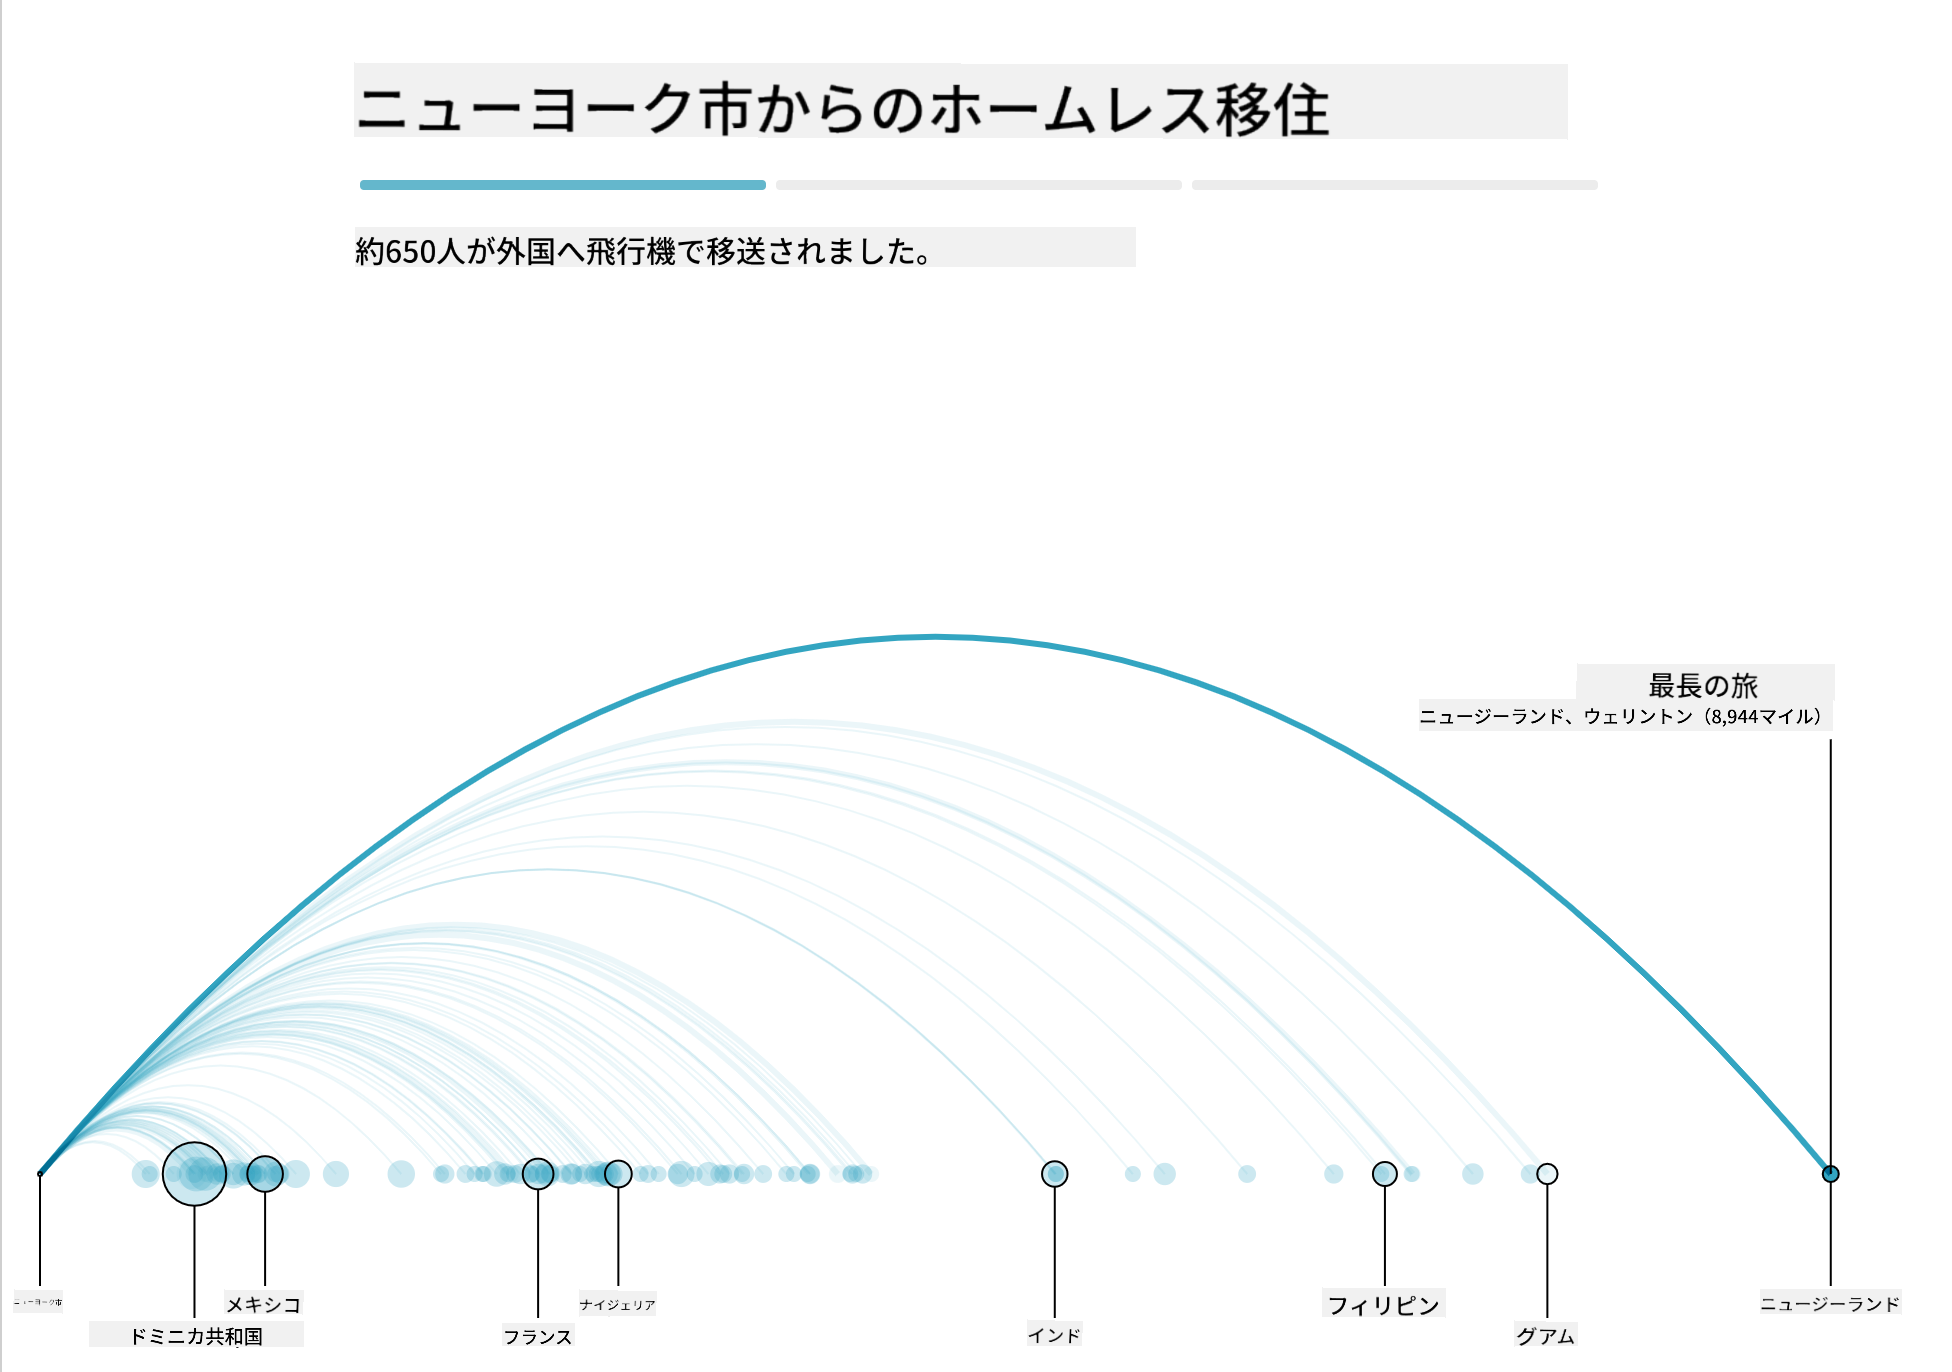 ニューヨーク市からのホームレス移住
約650人が外国へ飛行機で移送されました。
最長の旅
ニュージーランド、ウェリントン（8,944マイル）
ニューヨーク市
ドミニカ共和国
メキシコ
フランス
ナイジェリア
インド
フィリピン
グアム
ニュージーランド